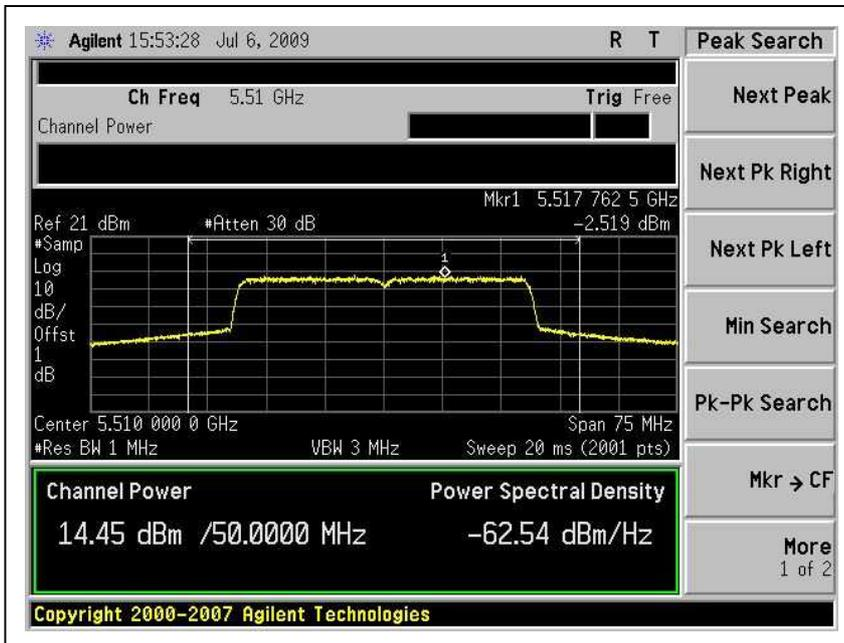 Agilent 15:53:28 Jul 6, 2009 R T
Peak Search
Ch Freq 5.51 GHz Trig Free
Channel Power
Next Peak
Next Pk Right
Next Pk Left
Min Search
Pk-Pk Search
Mkr → CF
More
1 of 2
Mkr1 5.517 762 5 GHz
Ref 21 dBm #Atten 30 dB -2.519 dBm
#Samp
Log
10
dB/
Offst
1
dB
1
Center 5.510 000 0 GHz Span 75 MHz
#Res BW 1 MHz VBW 3 MHz Sweep 20 ms (2001 pts)
Channel Power Power Spectral Density
14.45 dBm /50.0000 MHz -62.54 dBm/Hz
Copyright 2000-2007 Agilent Technologies